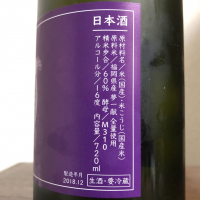 日本酒
原材料名／米(国産)・米こうじ(国産米)
原料米／福岡県産 夢一献 全量使用
精米歩合／60% 酵母／M310
アルコール分／16度 内容量／720ml
製造年月
2018.12
生酒・要冷蔵